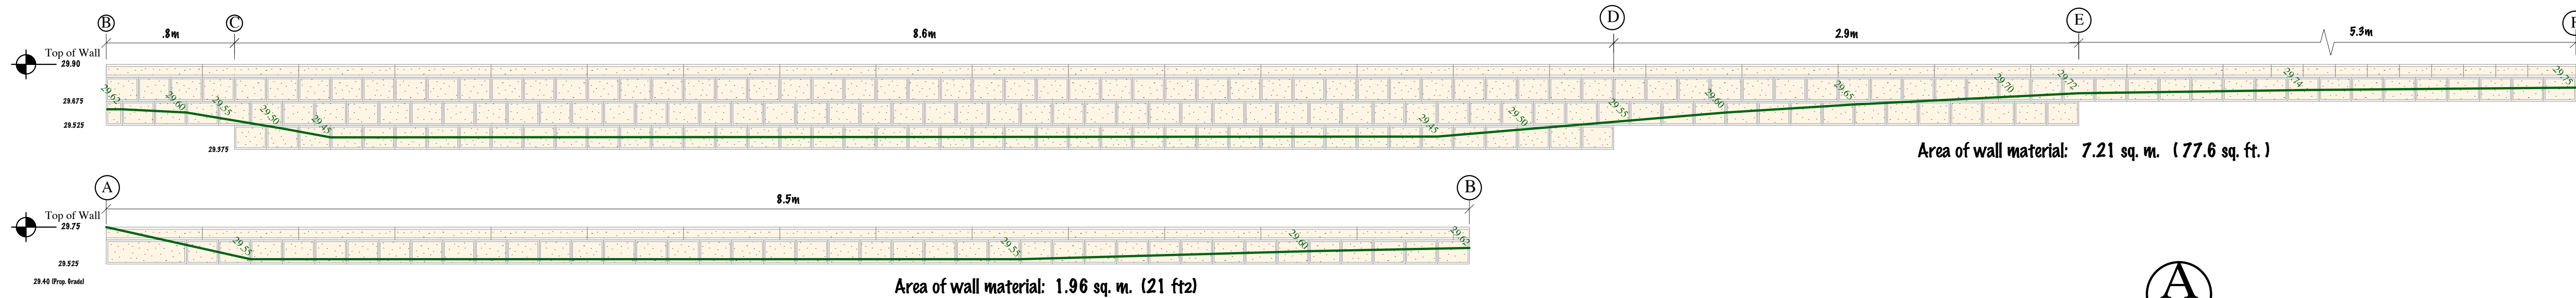 B C D E F
.8m 8.6m 2.9m 5.3m
Top of Wall
29.90
29.62 29.60 29.55 29.50 29.45 29.45 29.50 29.55 29.60 29.65 29.70 29.72 29.74 29.75
29.675
29.525
29.375
Area of wall material: 7.21 sq. m. ( 77.6 sq. ft. )
A B
8.5m
Top of Wall
29.75
29.55 29.55 29.60 29.62
29.525
29.40 (Prop. Grade)
Area of wall material: 1.96 sq. m. (21 ft2)
A